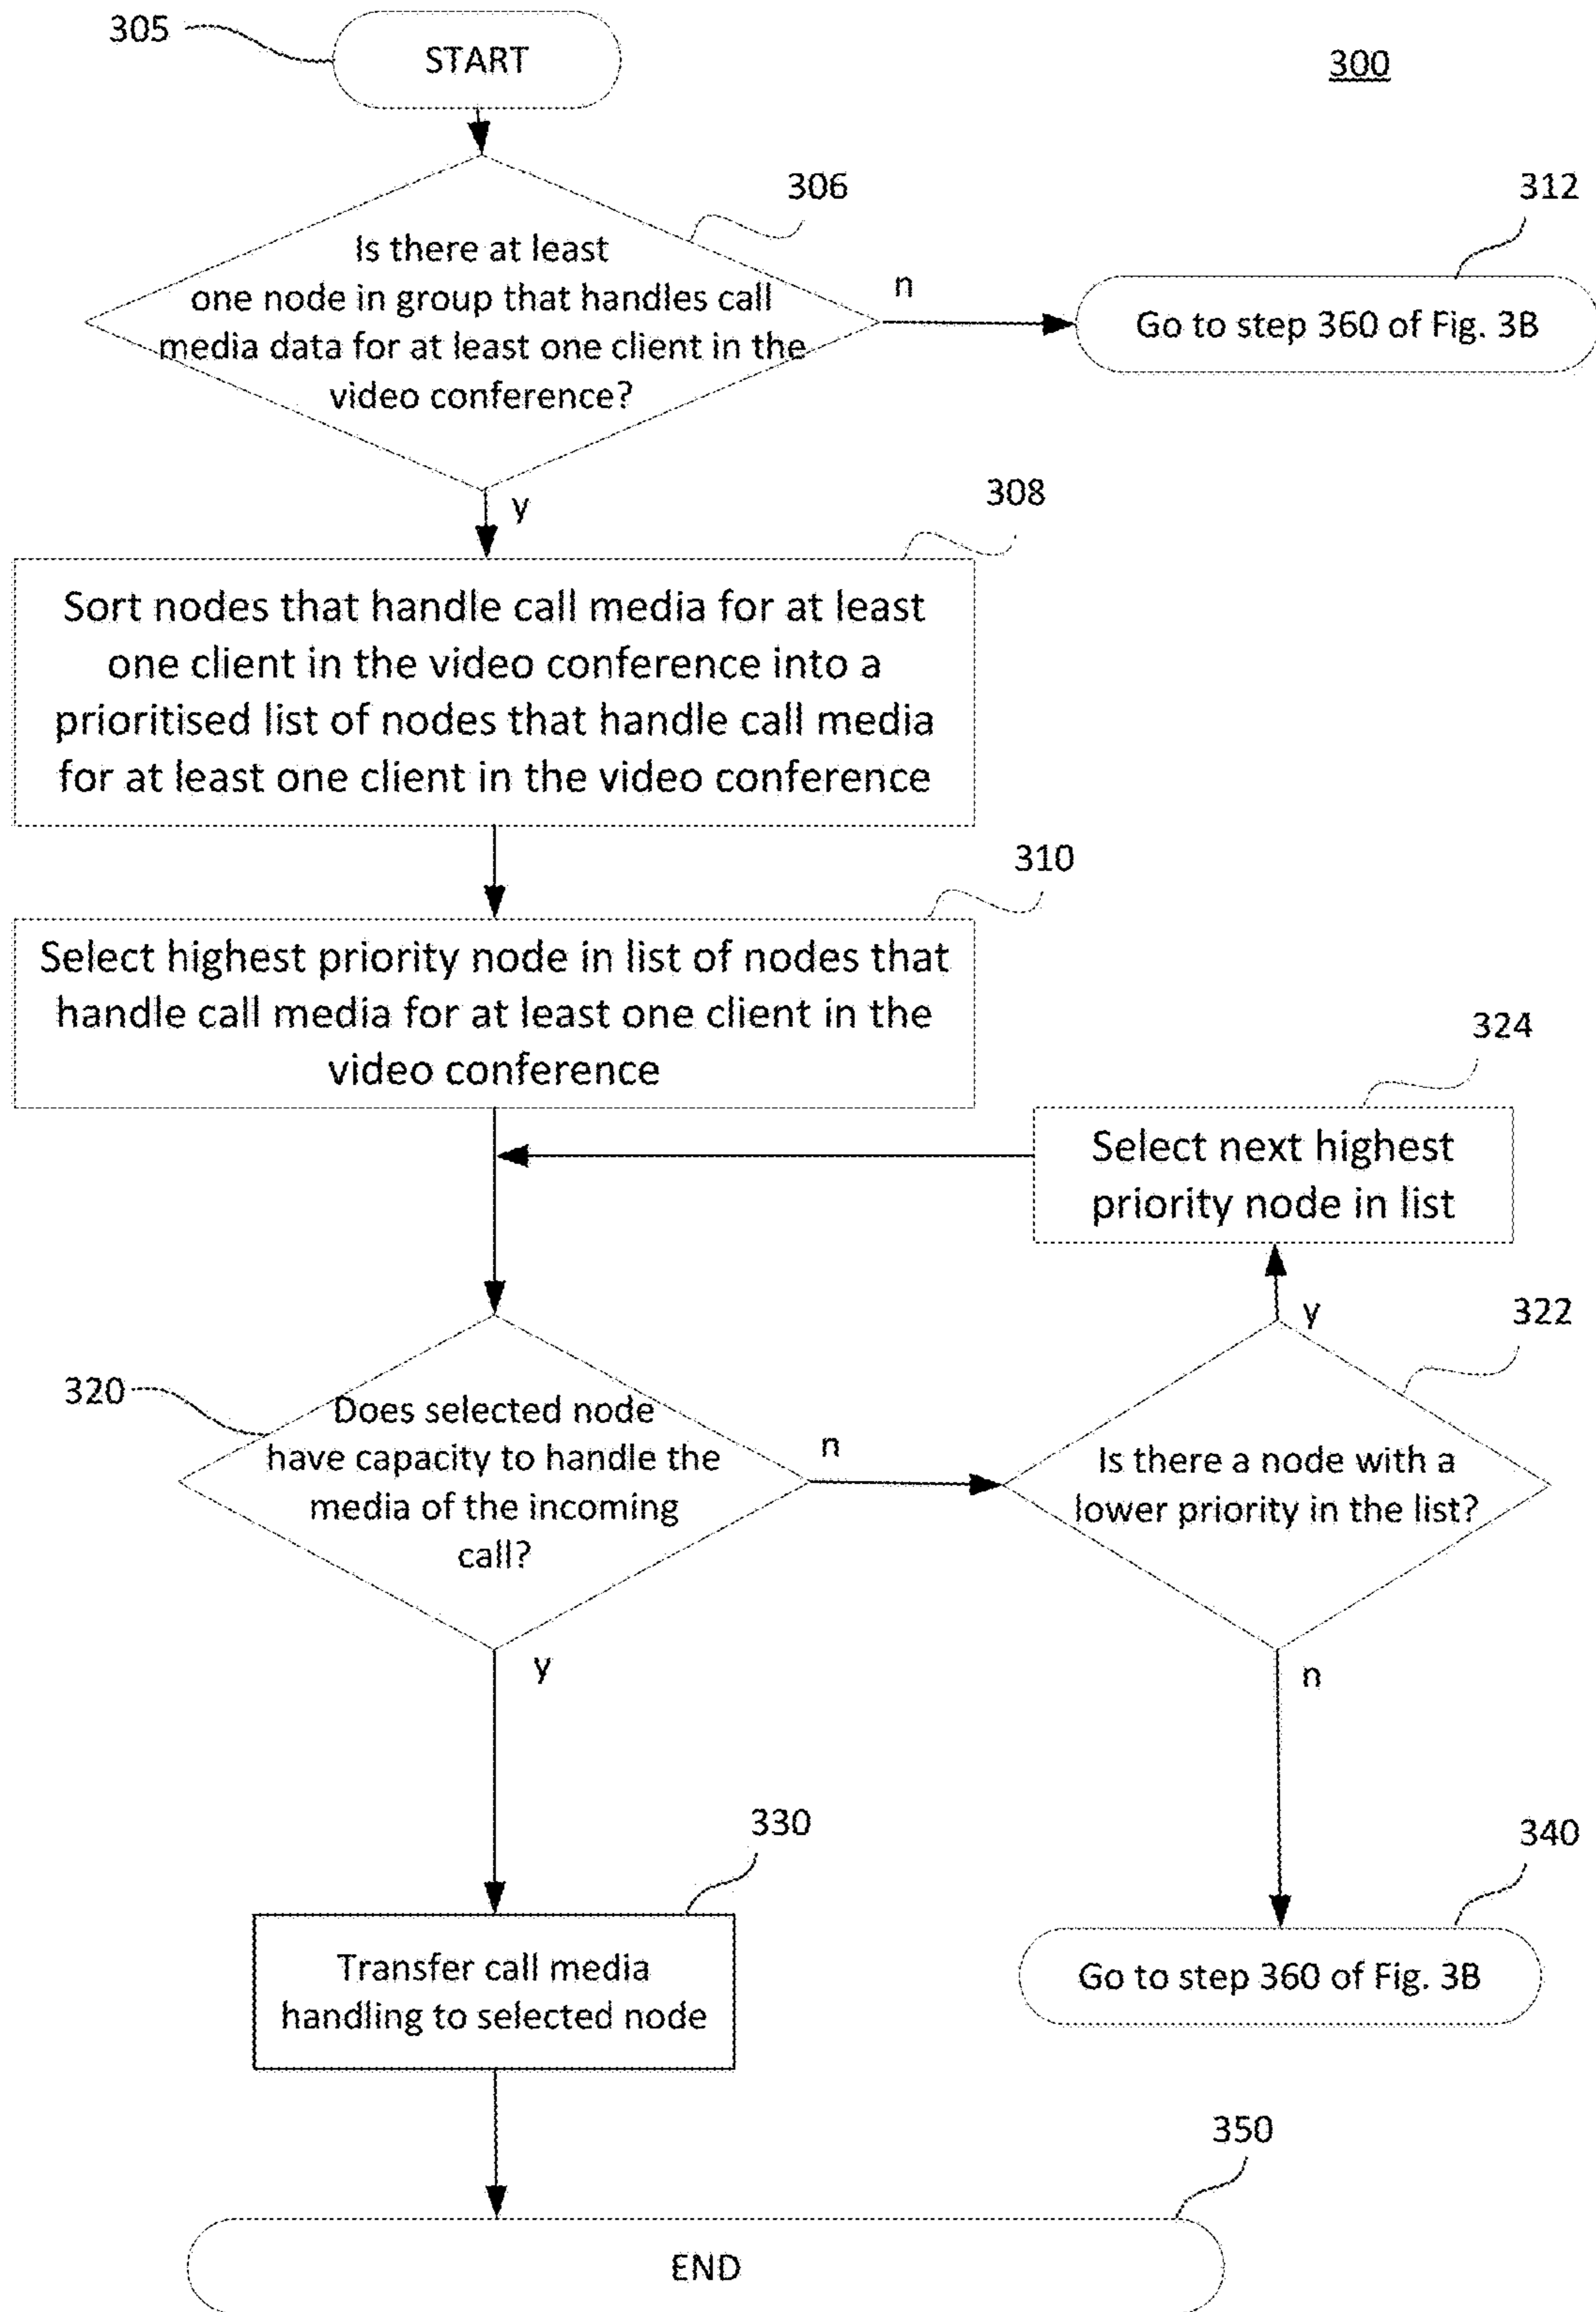 305
START
300
306
312
Is there at least
one node in group that handles call
media data for at least one client in the
video conference?
n
Go to step 360 of Fig. 3B
y
308
Sort nodes that handle call media for at least
one client in the video conference into a
prioritised list of nodes that handle call media
for at least one client in the video conference
310
Select highest priority node in list of nodes that
handle call media for at least one client in the
video conference
324
Select next highest
priority node in list
y
322
320
Does selected node
have capacity to handle the
media of the incoming
call?
n
Is there a node with a
lower priority in the list?
y
n
330
340
Transfer call media
handling to selected node
Go to step 360 of Fig. 3B
350
END